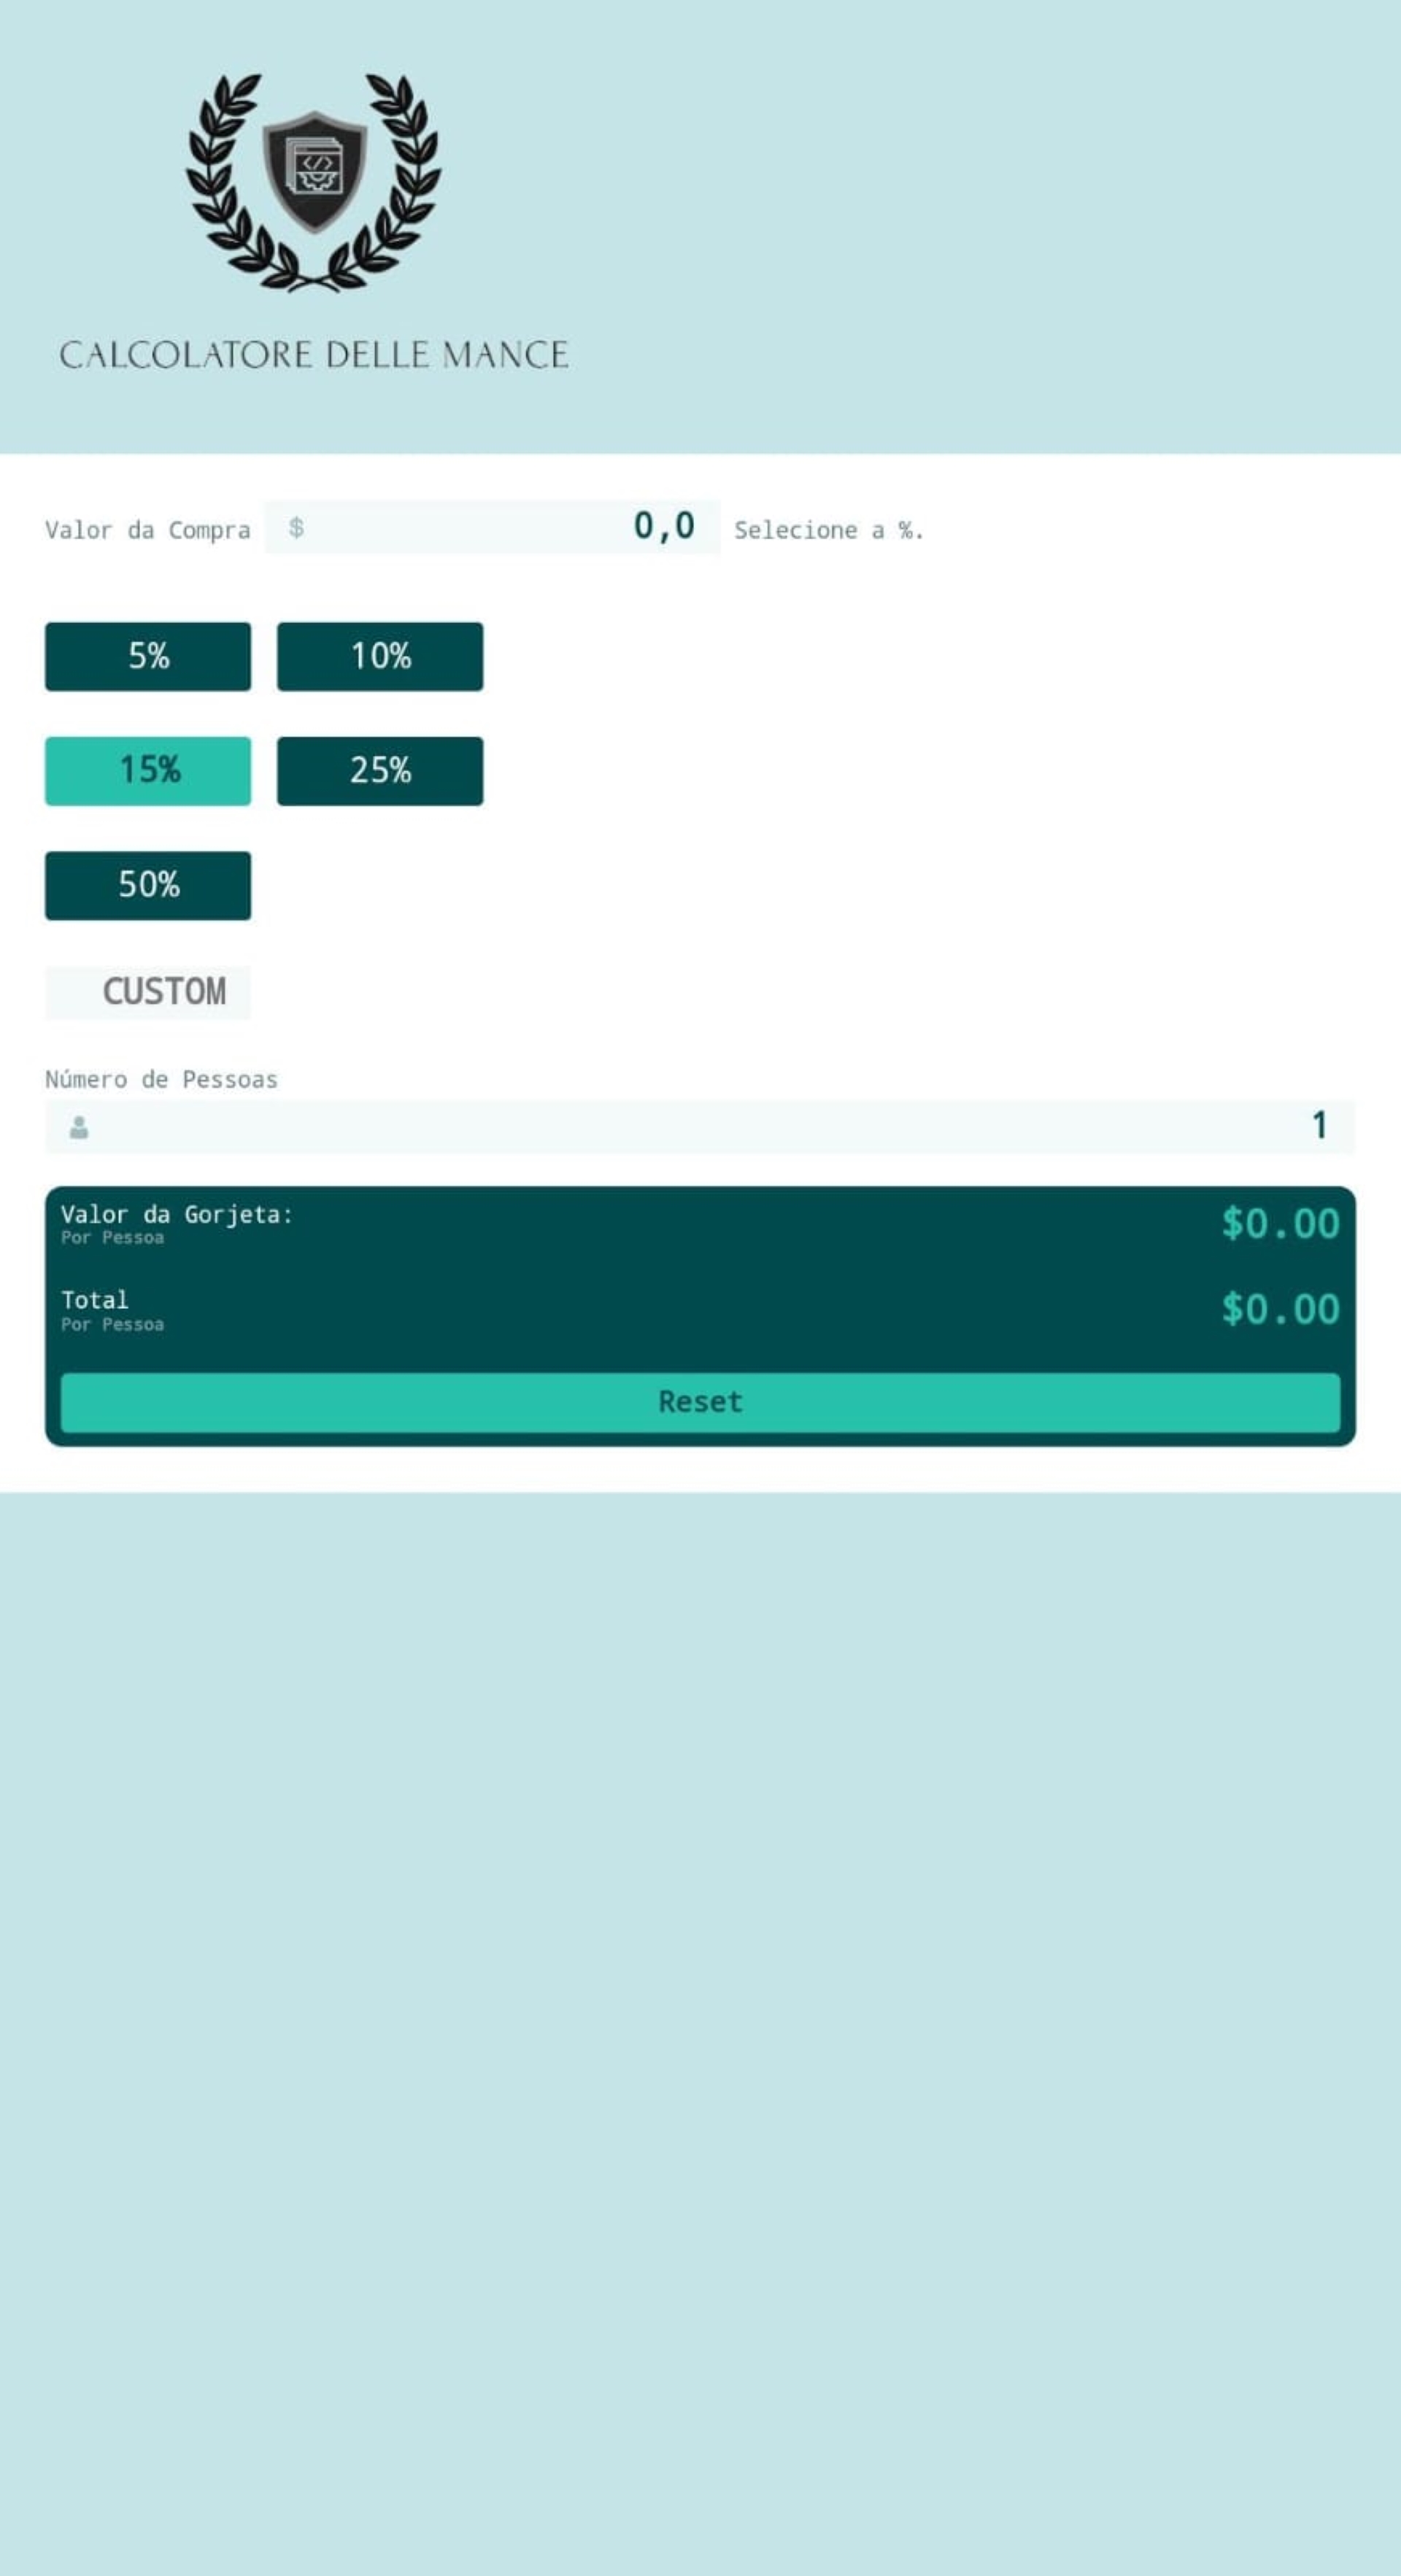 </>
CALCOLATORE DELLE MANCE
Valor da Compra $ 0,0 Selecione a %.
5% 10%
15% 25%
50%
CUSTOM
Número de Pessoas
1
Valor da Gorjeta: $0.00
Por Pessoa
Total $0.00
Por Pessoa
Reset